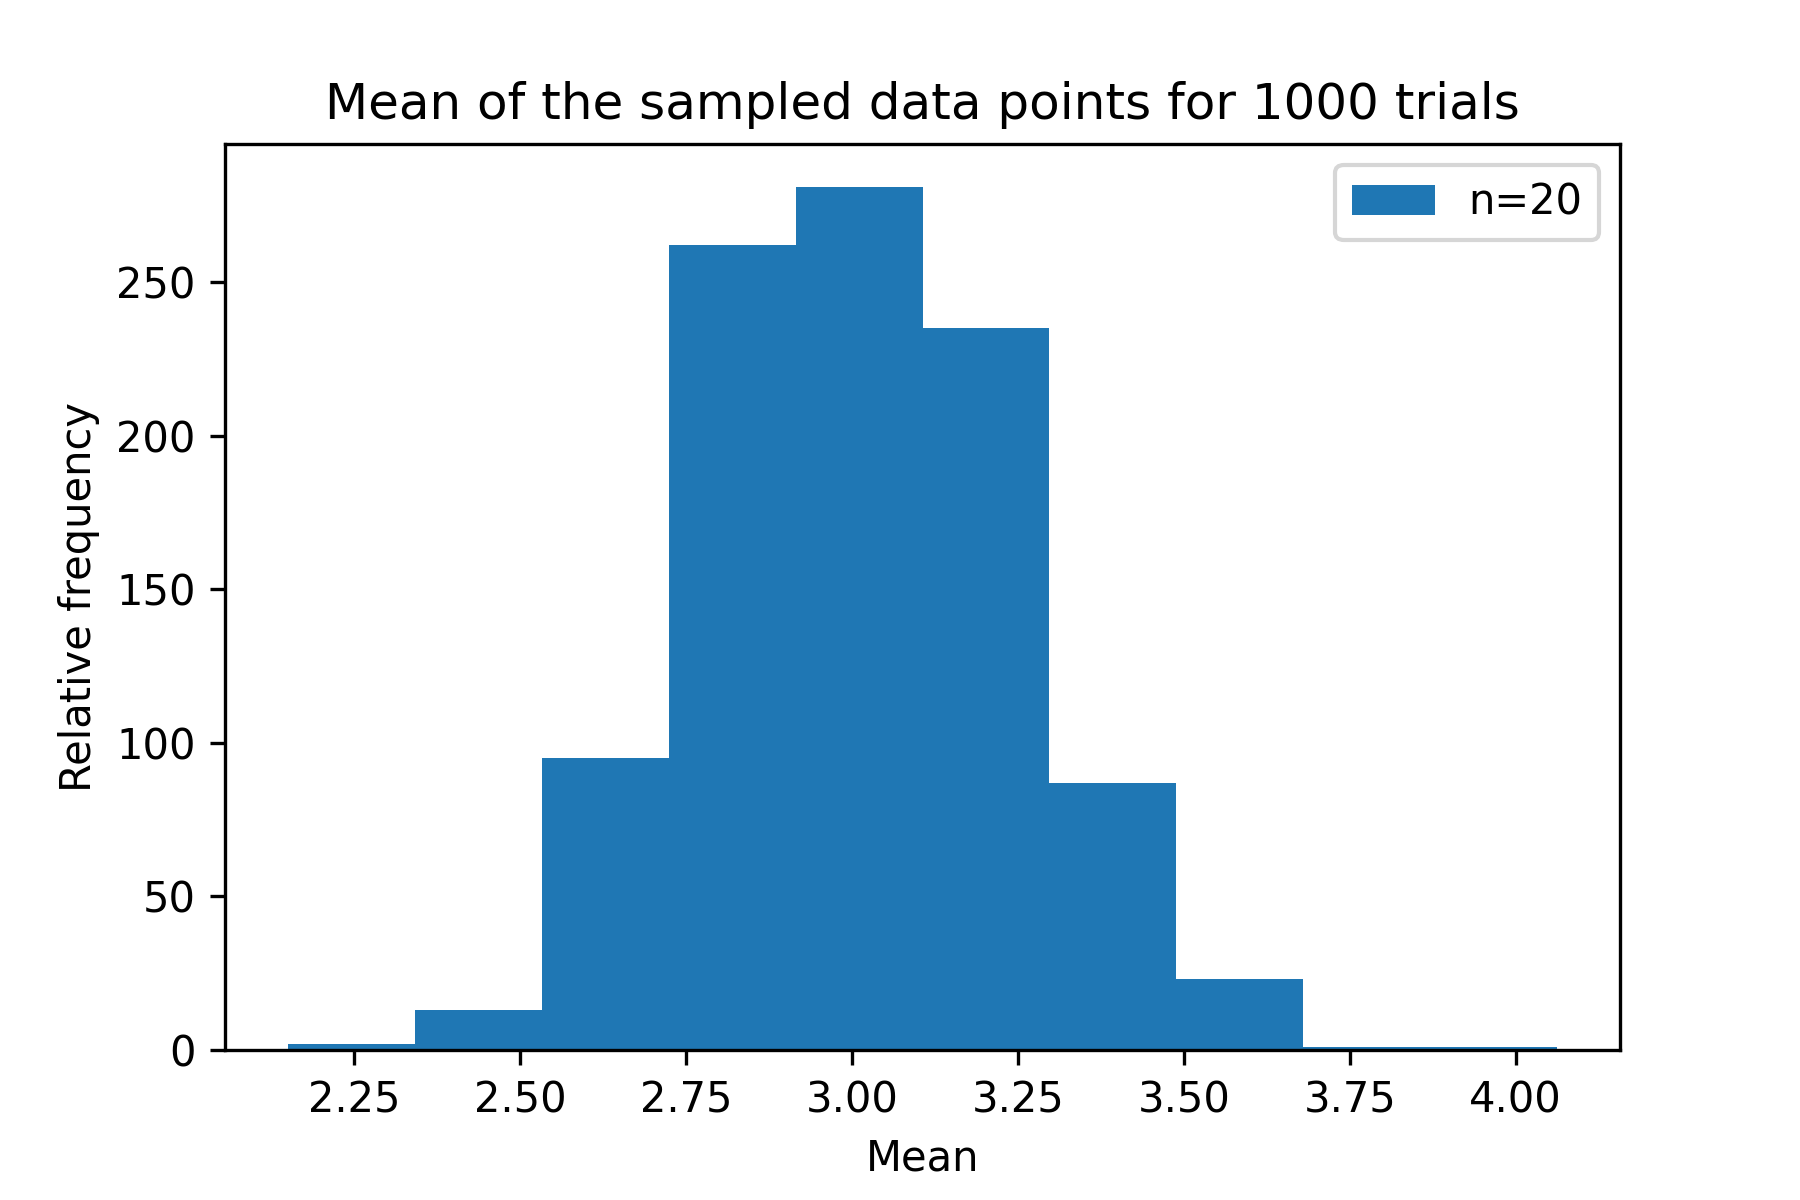 Mean of the sampled data points for 1000 trials
n=20
Relative frequency
250
200
150
100
50
0
2.25 2.50 2.75 3.00 3.25 3.50 3.75 4.00
Mean